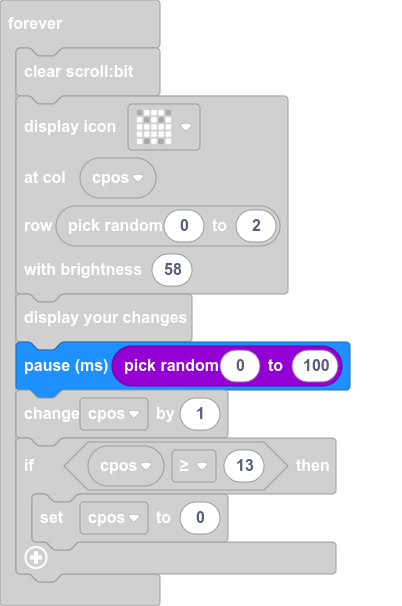 forever
clear scroll:bit
display icon
at col cpos
row pick random 0 to 2
with brightness 58
display your changes
pause (ms) pick random 0 to 100
change cpos by 1
if cpos ≥ 13 then
set cpos to 0